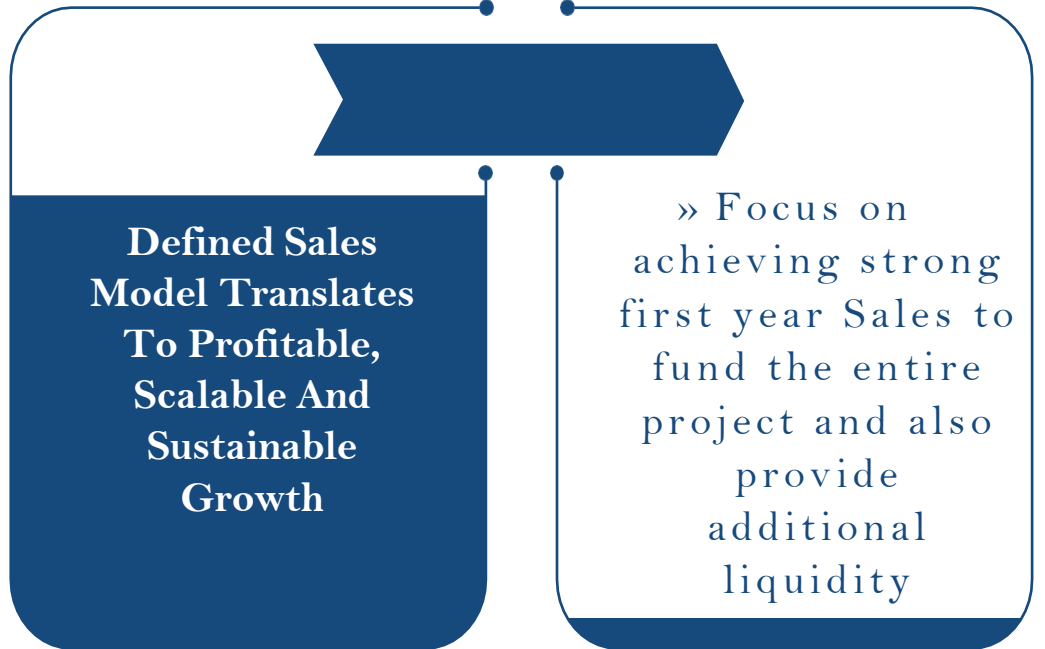 Defined Sales
Model Translates
To Profitable,
Scalable And
Sustainable
Growth
» Focus on
achieving strong
first year Sales to
fund the entire
project and also
provide
additional
liquidity